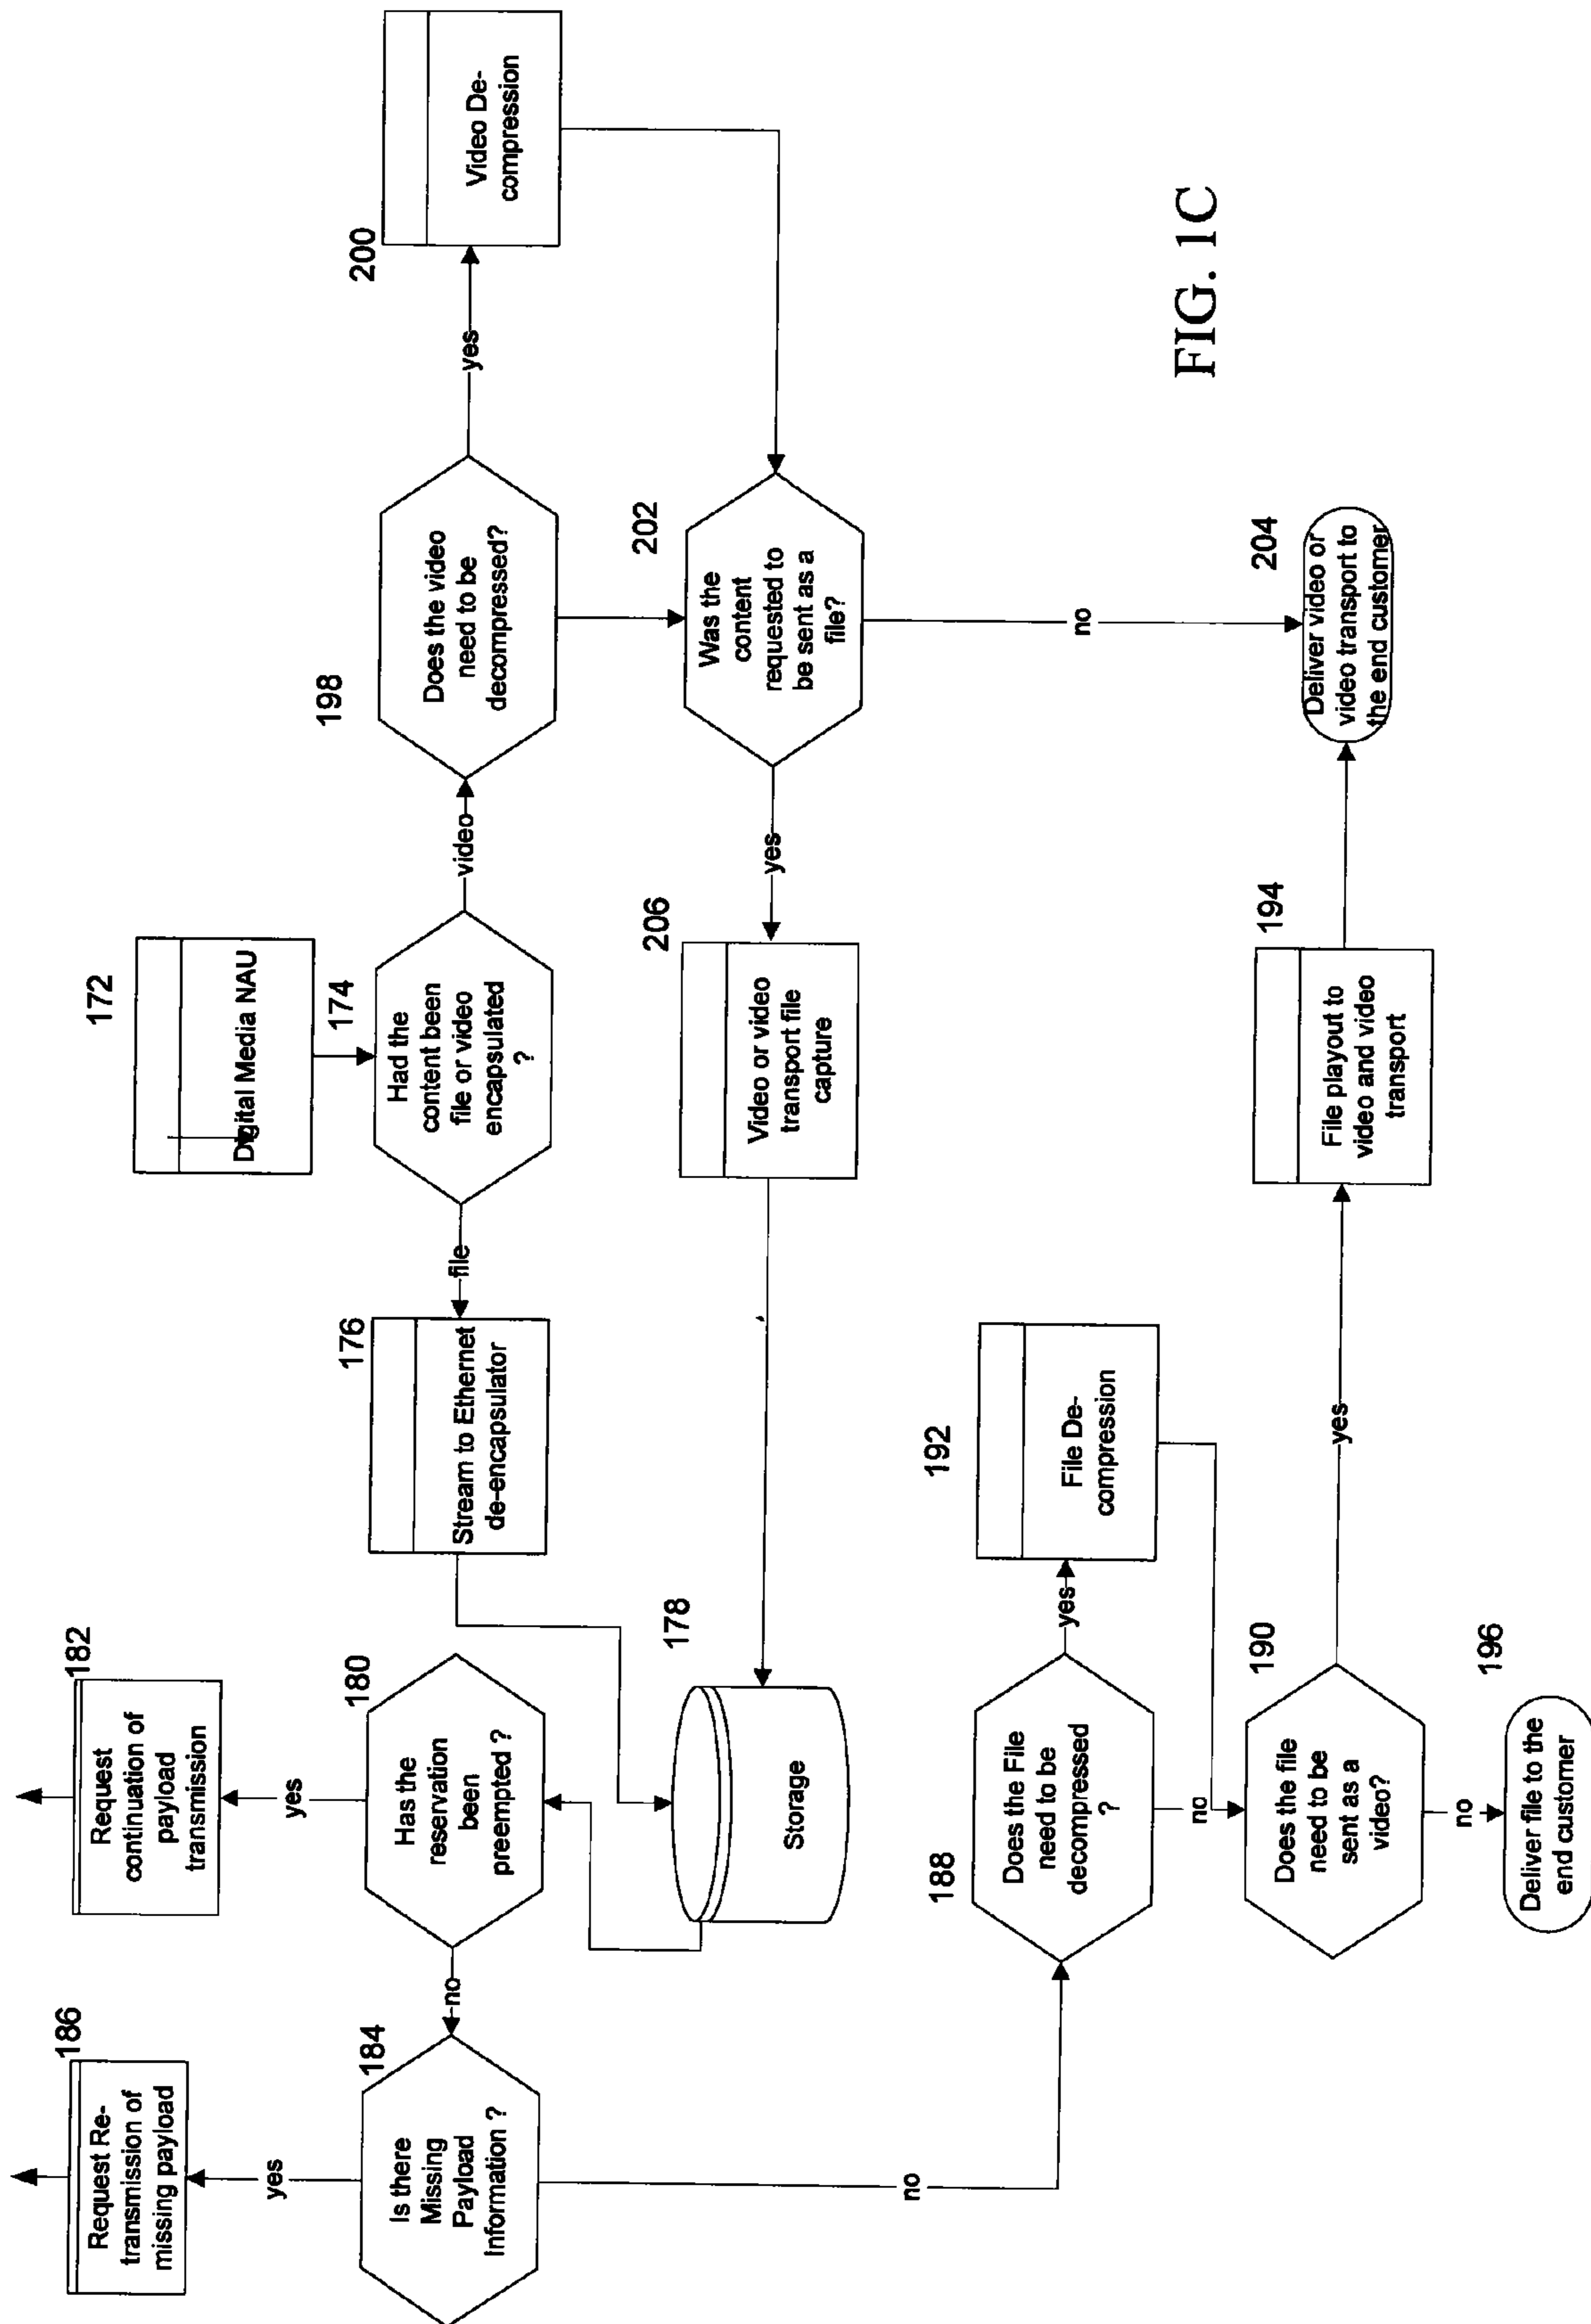 186
Request Re-
transmission of
missing payload
yes
184
Is there
Missing
Payload
Information ?
no
182
Request
continuation of
payload
transmission
yes
180
Has the
reservation
been
preempted ?
no
176
Stream to Ethernet
de-encapsulator
file
172
Digital Media NAU
174
Had the
content been
file or video
encapsulated
?
video
198
Does the video
need to be
decompressed?
yes
200
Video De-
compression
178
Storage
206
Video or video
transport file
capture
yes
202
Was the
content
requested to
be sent as a
file?
no
188
Does the File
need to be
decompressed
?
yes
no
192
File De-
compression
190
Does the file
need to be
sent as a
video?
yes
no
194
File playout to
video and video
transport
204
Deliver video or
video transport to
the end customer
196
Deliver file to the
end customer
FIG. 1C